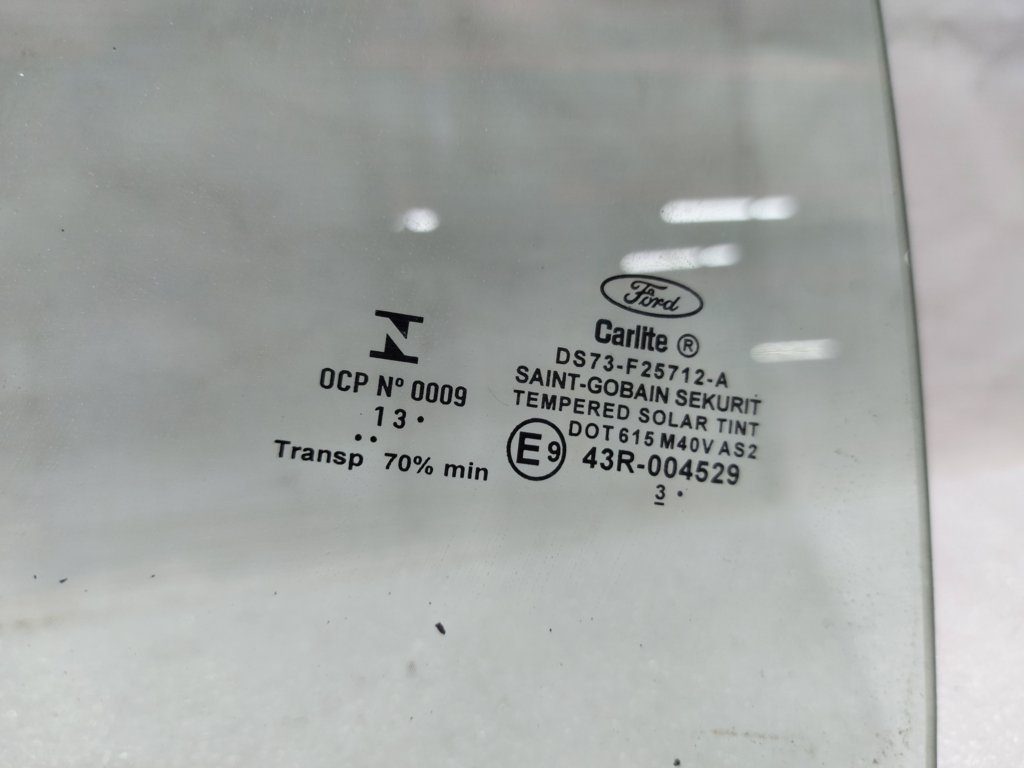 OCP Nº 0009
13 •
• •
Transp 70% min
Ford
Carlite ®
DS73-F25712-A
SAINT-GOBAIN SEKURIT
TEMPERED SOLAR TINT
DOT 615 M40V AS2
E9 43R-004529
3 •